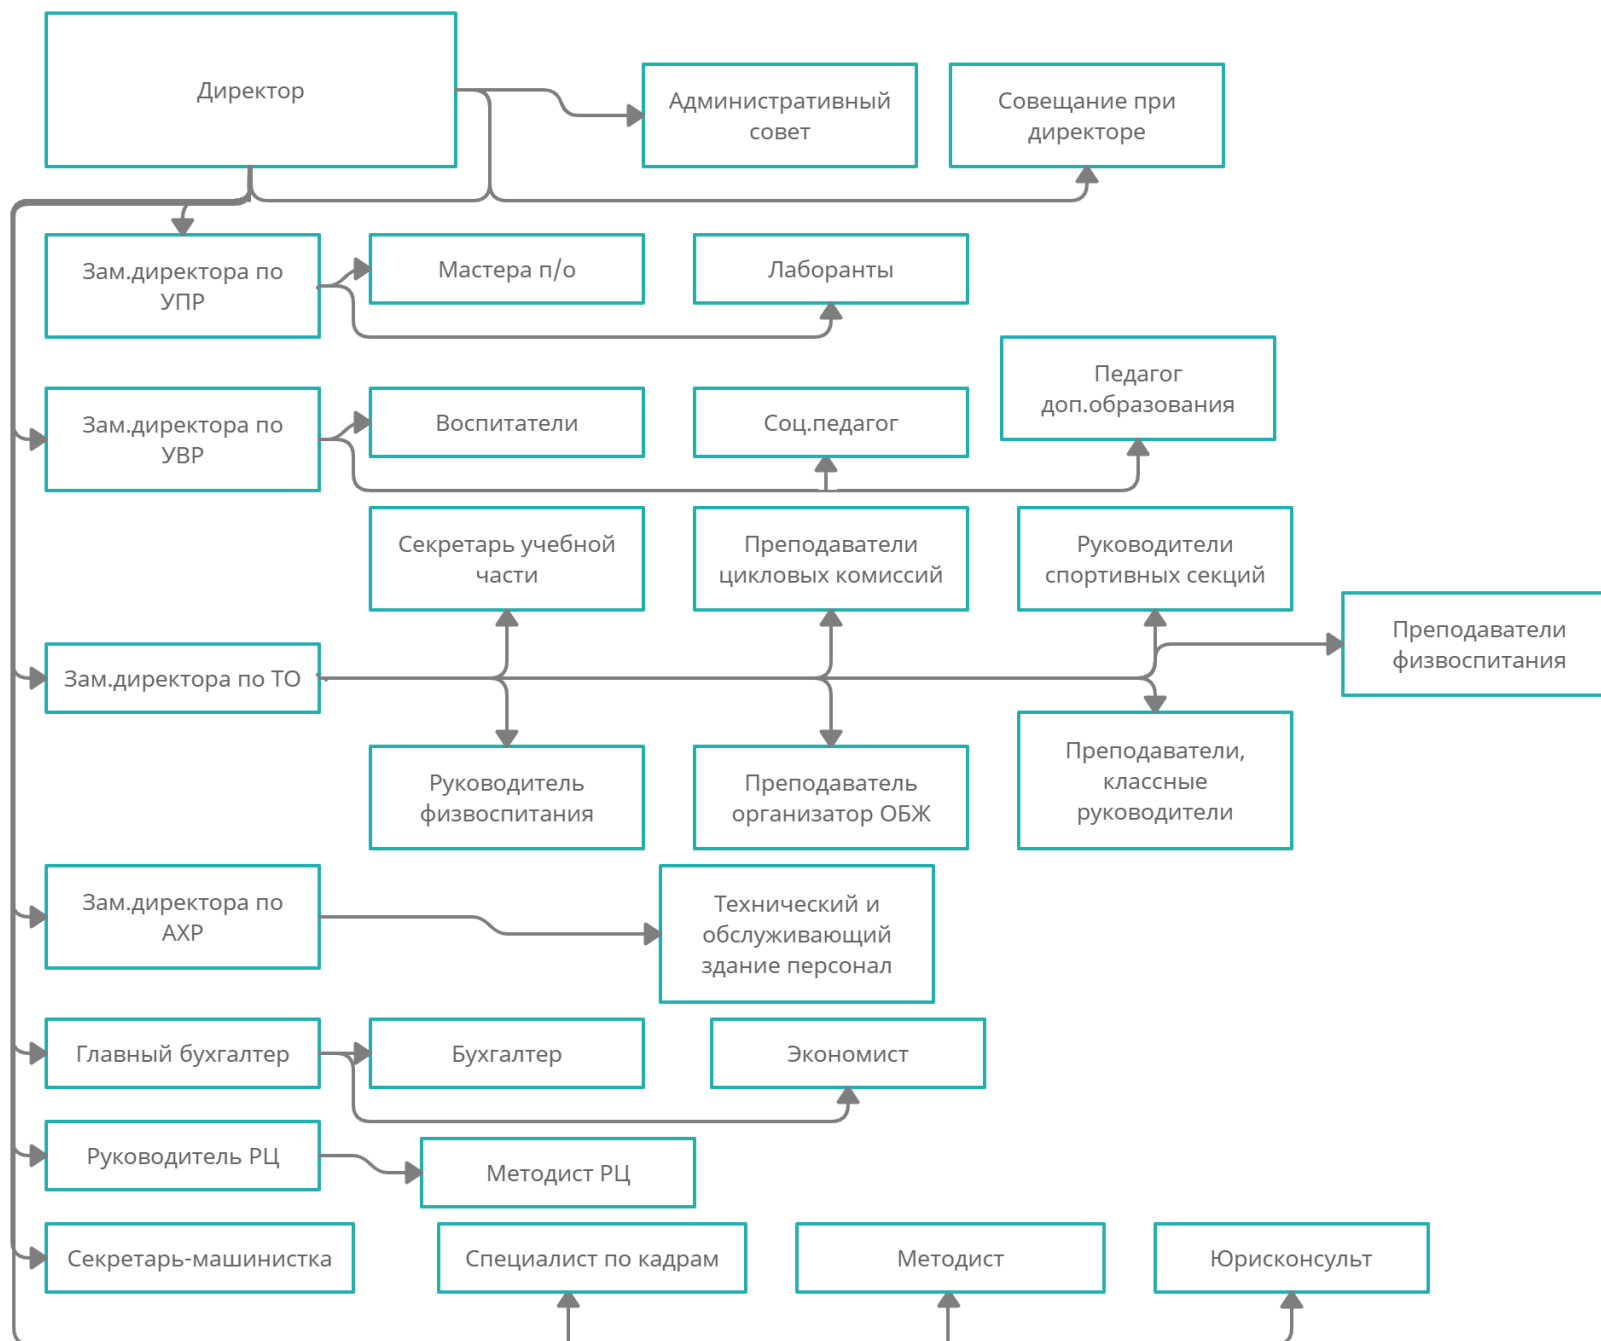 Директор
Административный
совет
Совещание при
директоре
Зам.директора по
УПР
Мастера п/о
Лаборанты
Педагог
доп.образования
Зам.директора по
УВР
Воспитатели
Соц.педагог
Секретарь учебной
части
Преподаватели
цикловых комиссий
Руководители
спортивных секций
Преподаватели
физвоспитания
Зам.директора по ТО
Руководитель
физвоспитания
Преподаватель
организатор ОБЖ
Преподаватели,
классные
руководители
Зам.директора по
АХР
Технический и
обслуживающий
здание персонал
Главный бухгалтер
Бухгалтер
Экономист
Руководитель РЦ
Методист РЦ
Секретарь-машинистка
Специалист по кадрам
Методист
Юрисконсульт